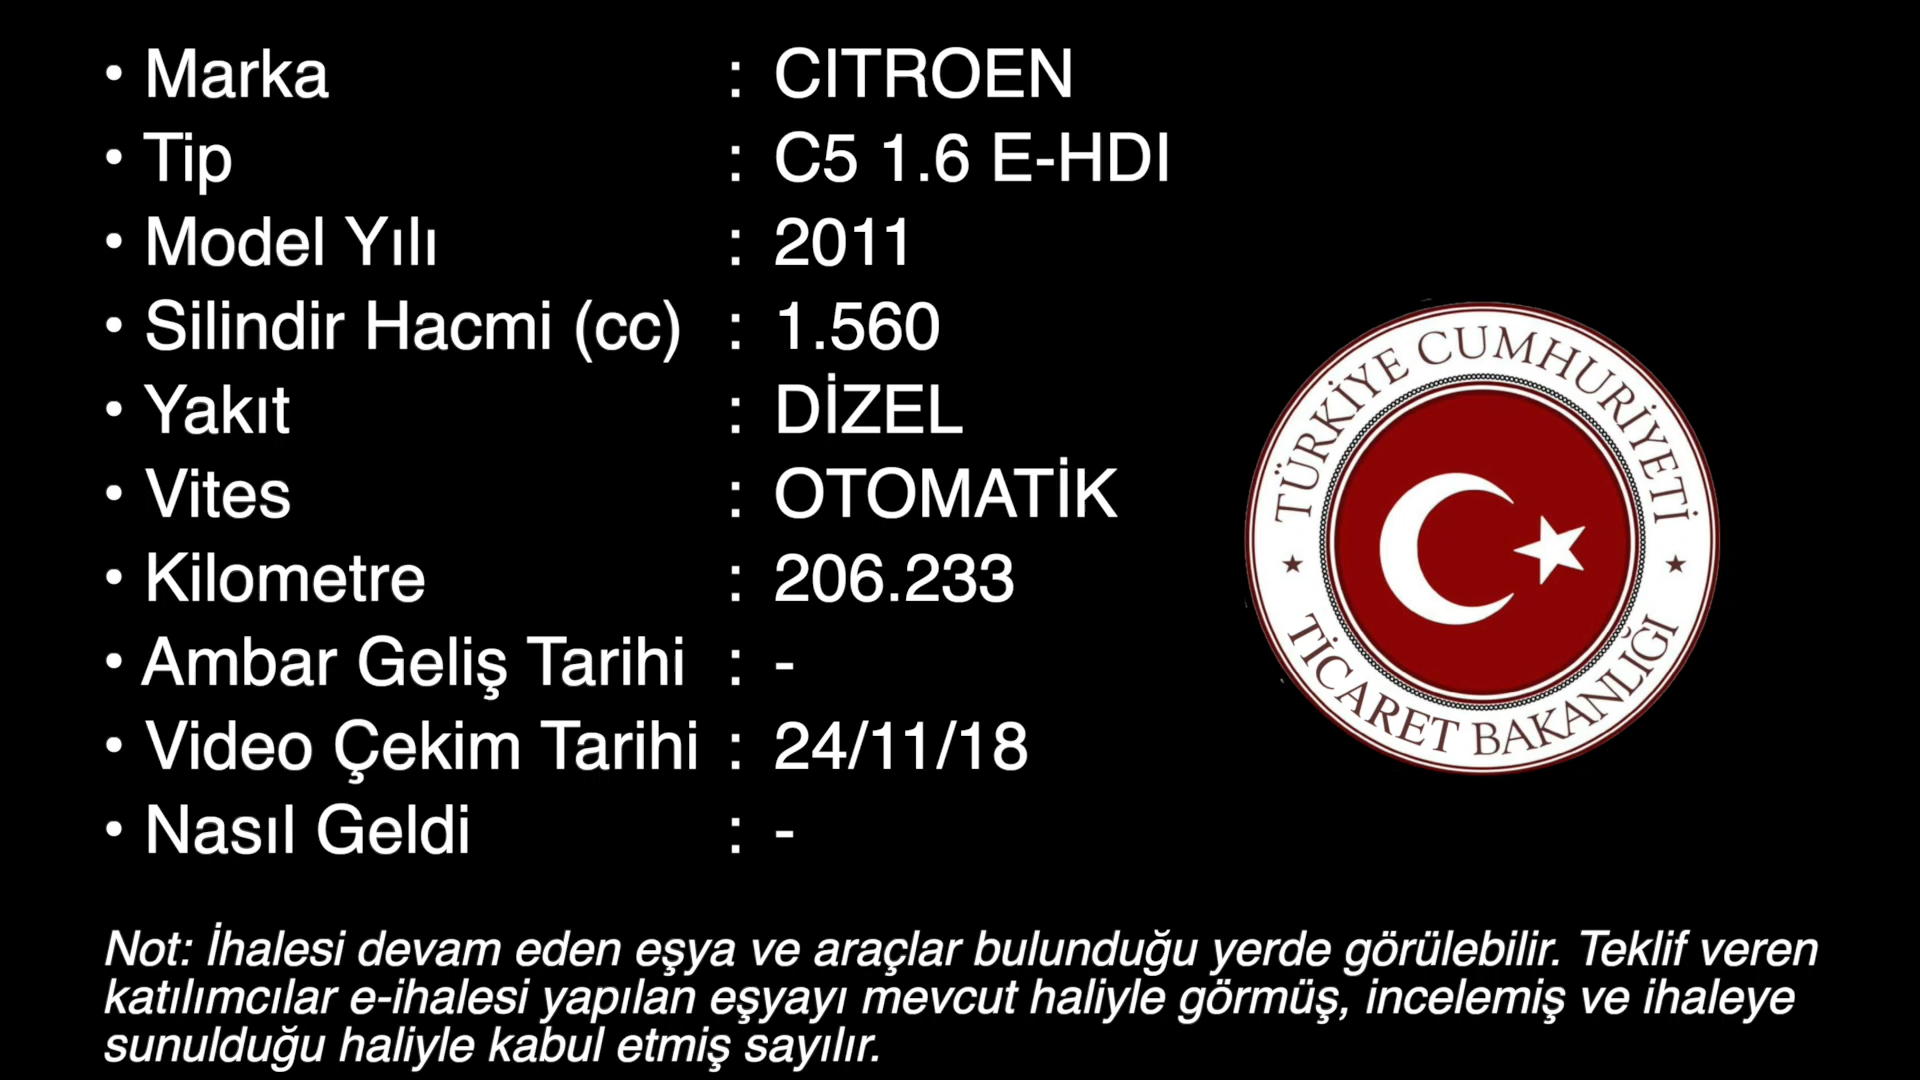 • Marka : CITROEN
• Tip : C5 1.6 E-HDI
• Model Yılı : 2011
• Silindir Hacmi (cc) : 1.560
• Yakıt : DİZEL
• Vites : OTOMATİK
• Kilometre : 206.233
• Ambar Geliş Tarihi : -
• Video Çekim Tarihi : 24/11/18
• Nasıl Geldi : -
TÜRKİYE CUMHURİYETİ
TİCARET BAKANLIĞI
Not: İhalesi devam eden eşya ve araçlar bulunduğu yerde görülebilir. Teklif veren
katılımcılar e-ihalesi yapılan eşyayı mevcut haliyle görmüş, incelemiş ve ihaleye
sunulduğu haliyle kabul etmiş sayılır.